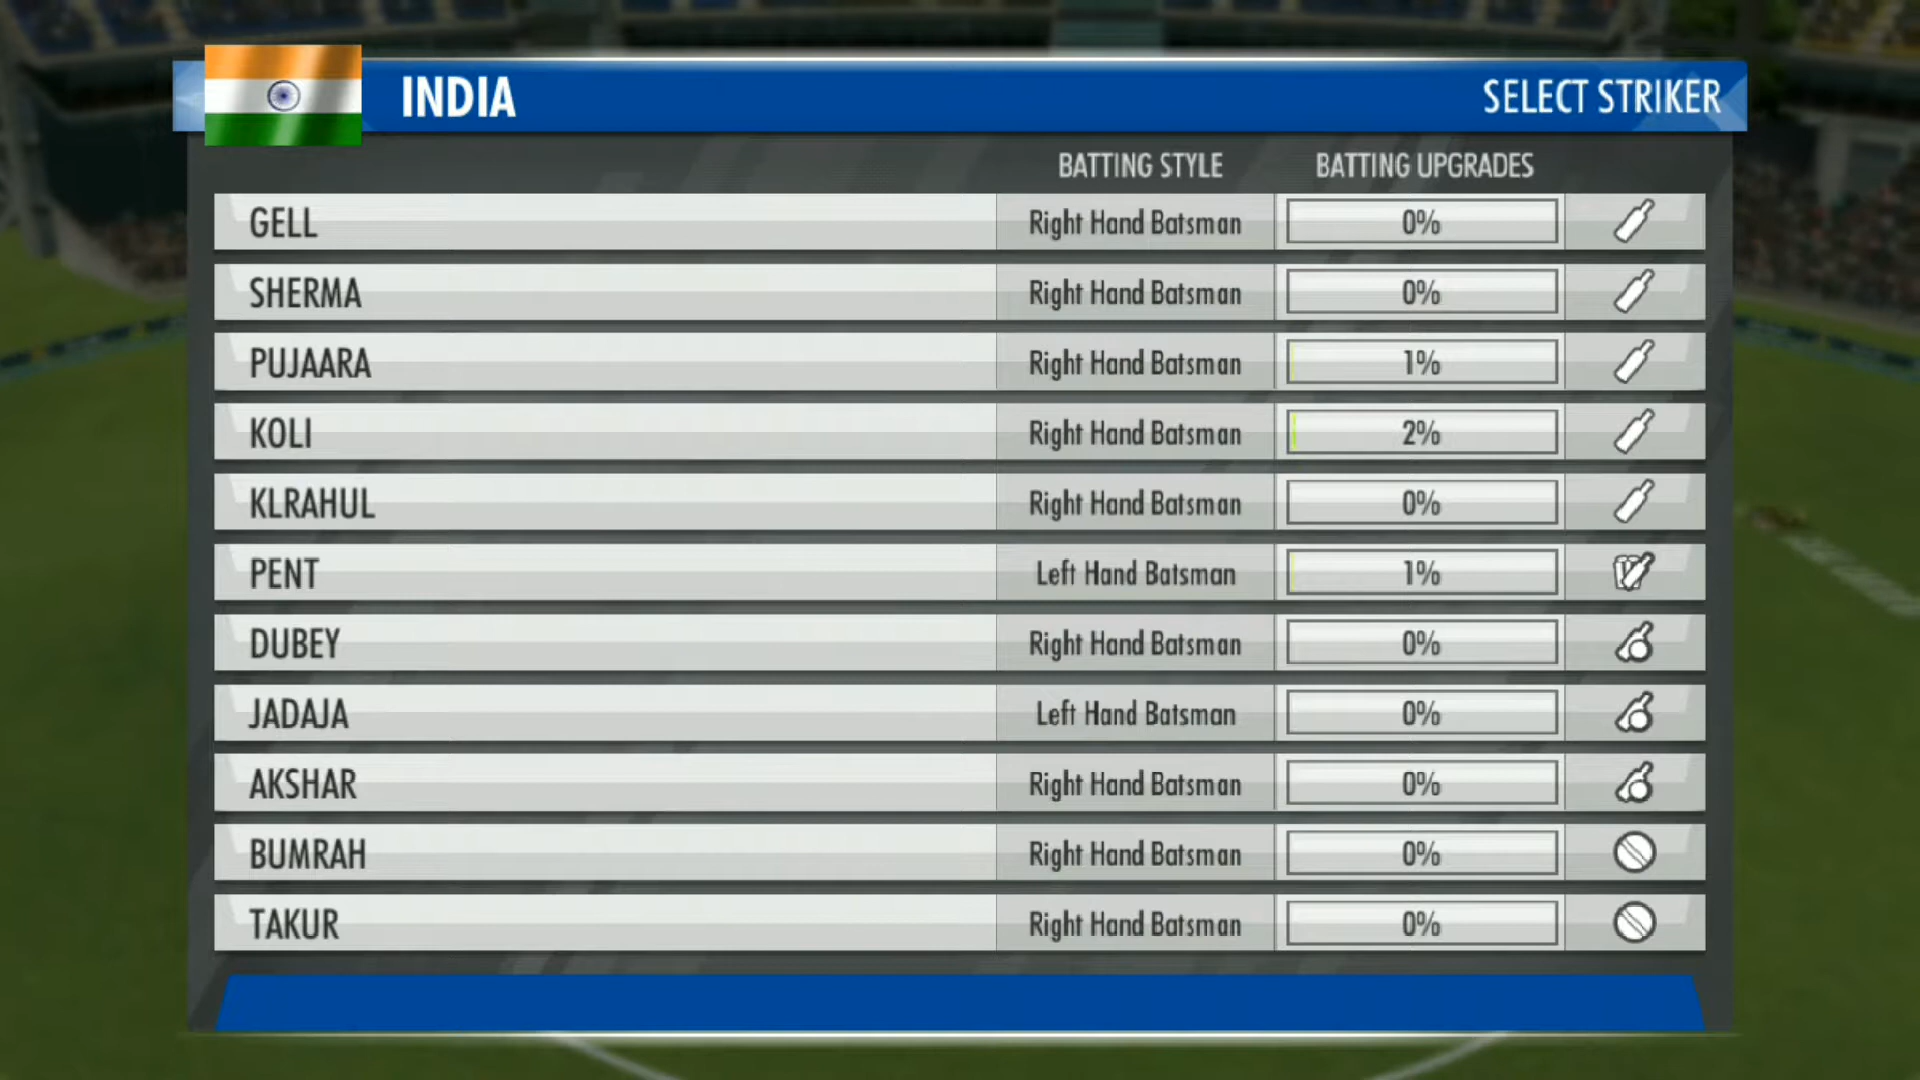 INDIA SELECT STRIKER
BATTING STYLE BATTING UPGRADES
GELL Right Hand Batsman 0%
SHERMA Right Hand Batsman 0%
PUJAARA Right Hand Batsman 1%
KOLI Right Hand Batsman 2%
KLRAHUL Right Hand Batsman 0%
PENT Left Hand Batsman 1%
DUBEY Right Hand Batsman 0%
JADAJA Left Hand Batsman 0%
AKSHAR Right Hand Batsman 0%
BUMRAH Right Hand Batsman 0%
TAKUR Right Hand Batsman 0%